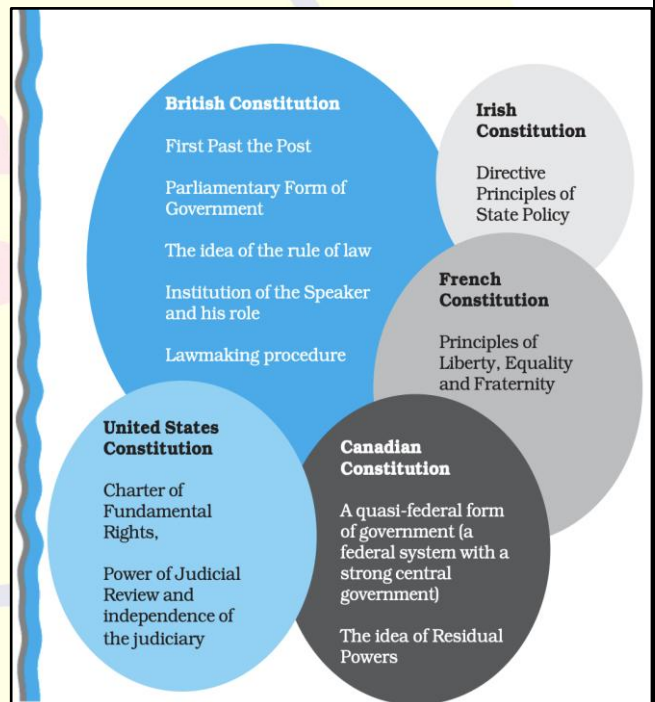 British Constitution
First Past the Post
Parliamentary Form of
Government
The idea of the rule of law
Institution of the Speaker
and his role
Lawmaking procedure
Irish
Constitution
Directive
Principles of
State Policy
French
Constitution
Principles of
Liberty, Equality
and Fraternity
United States
Constitution
Charter of
Fundamental
Rights,
Power of Judicial
Review and
independence of
the judiciary
Canadian
Constitution
A quasi-federal form
of government (a
federal system with a
strong central
government)
The idea of Residual
Powers